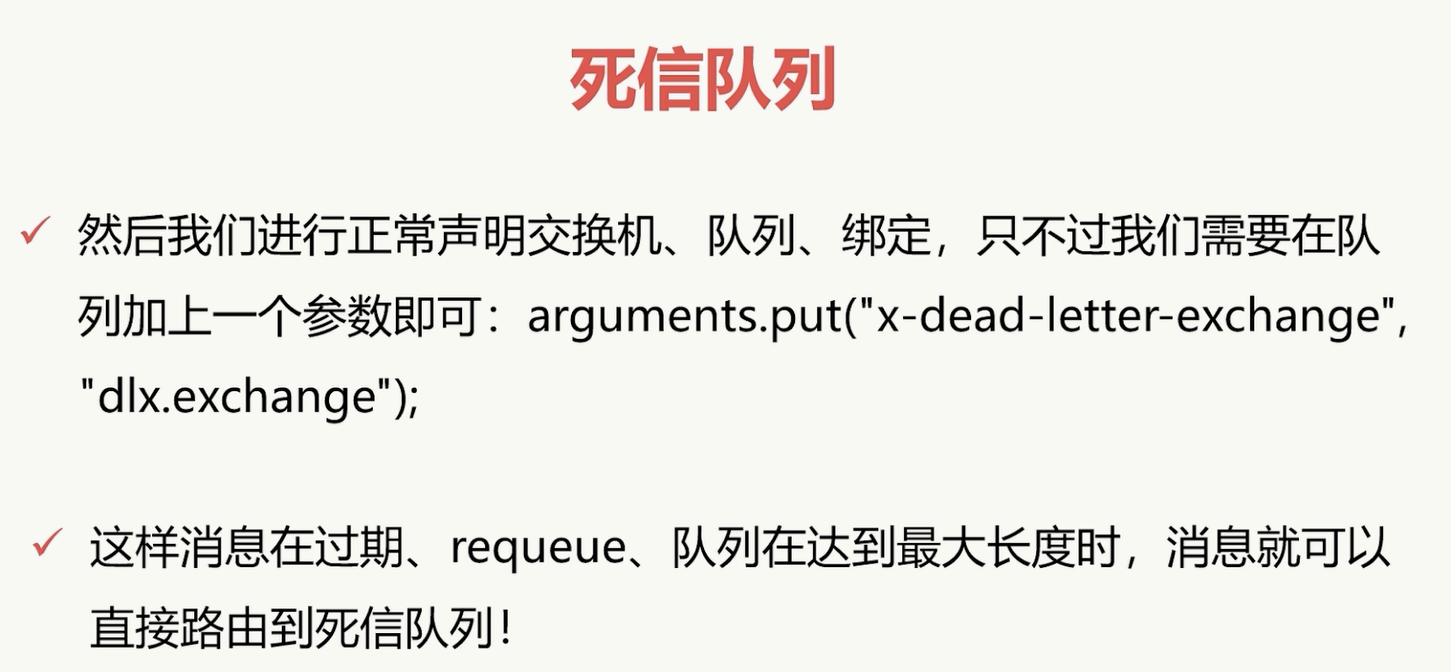 死信队列
然后我们进行正常声明交换机、队列、绑定，只不过我们需要在队
列加上一个参数即可：arguments.put("x-dead-letter-exchange",
"dlx.exchange");
这样消息在过期、requeue、队列在达到最大长度时，消息就可以
直接路由到死信队列！